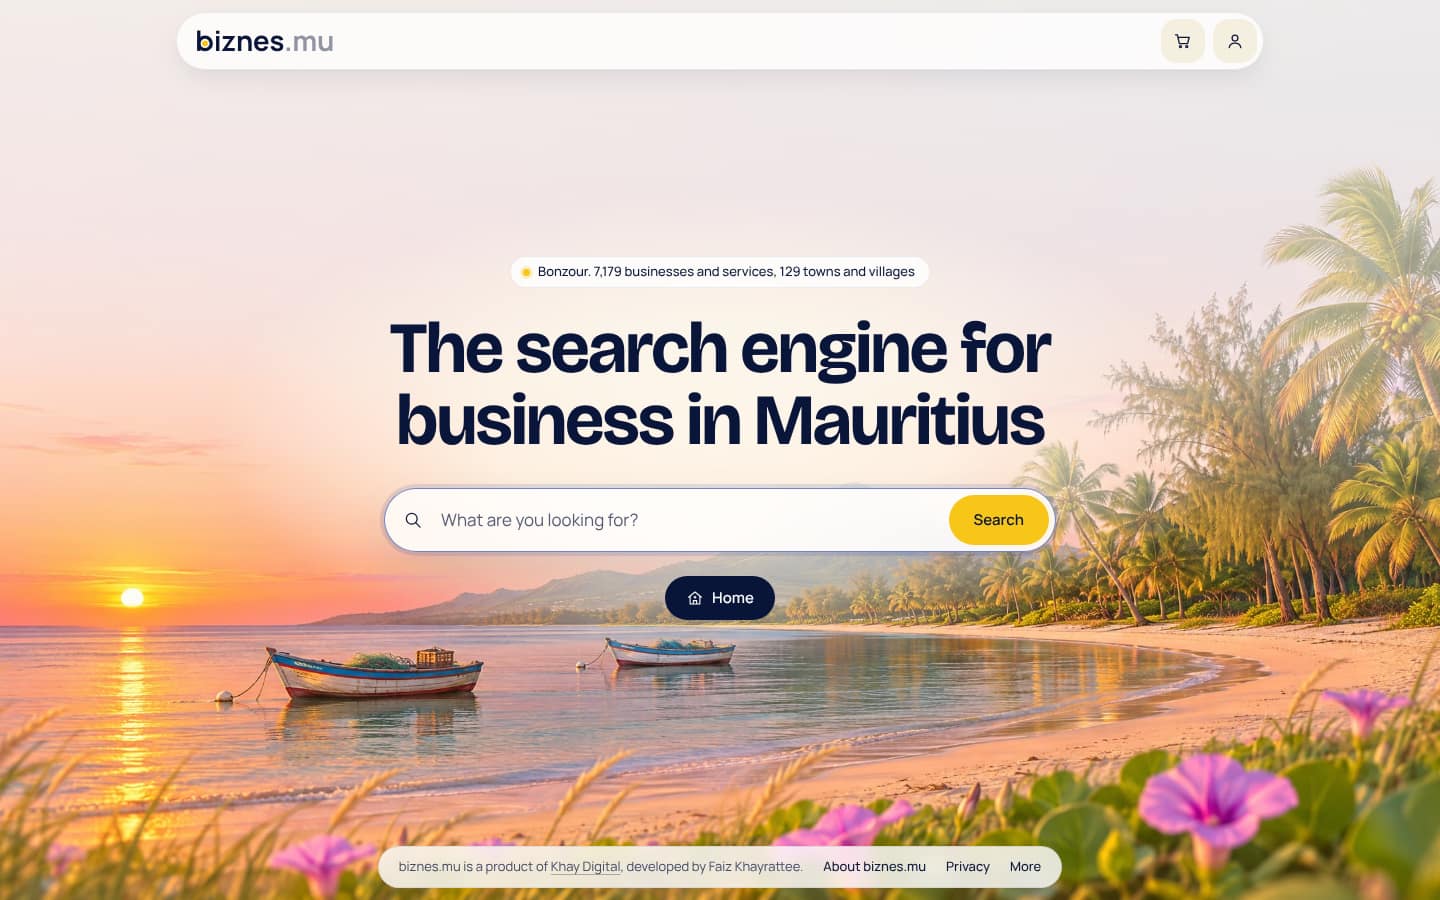 biznes.mu
Bonzour. 7,179 businesses and services, 129 towns and villages
The search engine for
business in Mauritius
What are you looking for?
Search
Home
biznes.mu is a product of Khay Digital, developed by Faiz Khayrattee.
About biznes.mu
Privacy
More